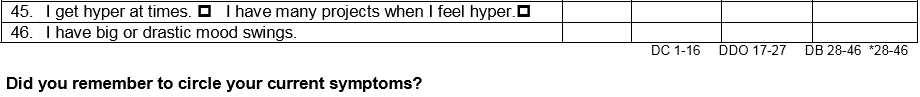 45. I get hyper at times. □ I have many projects when I feel hyper.□
46. I have big or drastic mood swings.
DC 1-16 DDO 17-27 DB 28-46 *28-46
Did you remember to circle your current symptoms?